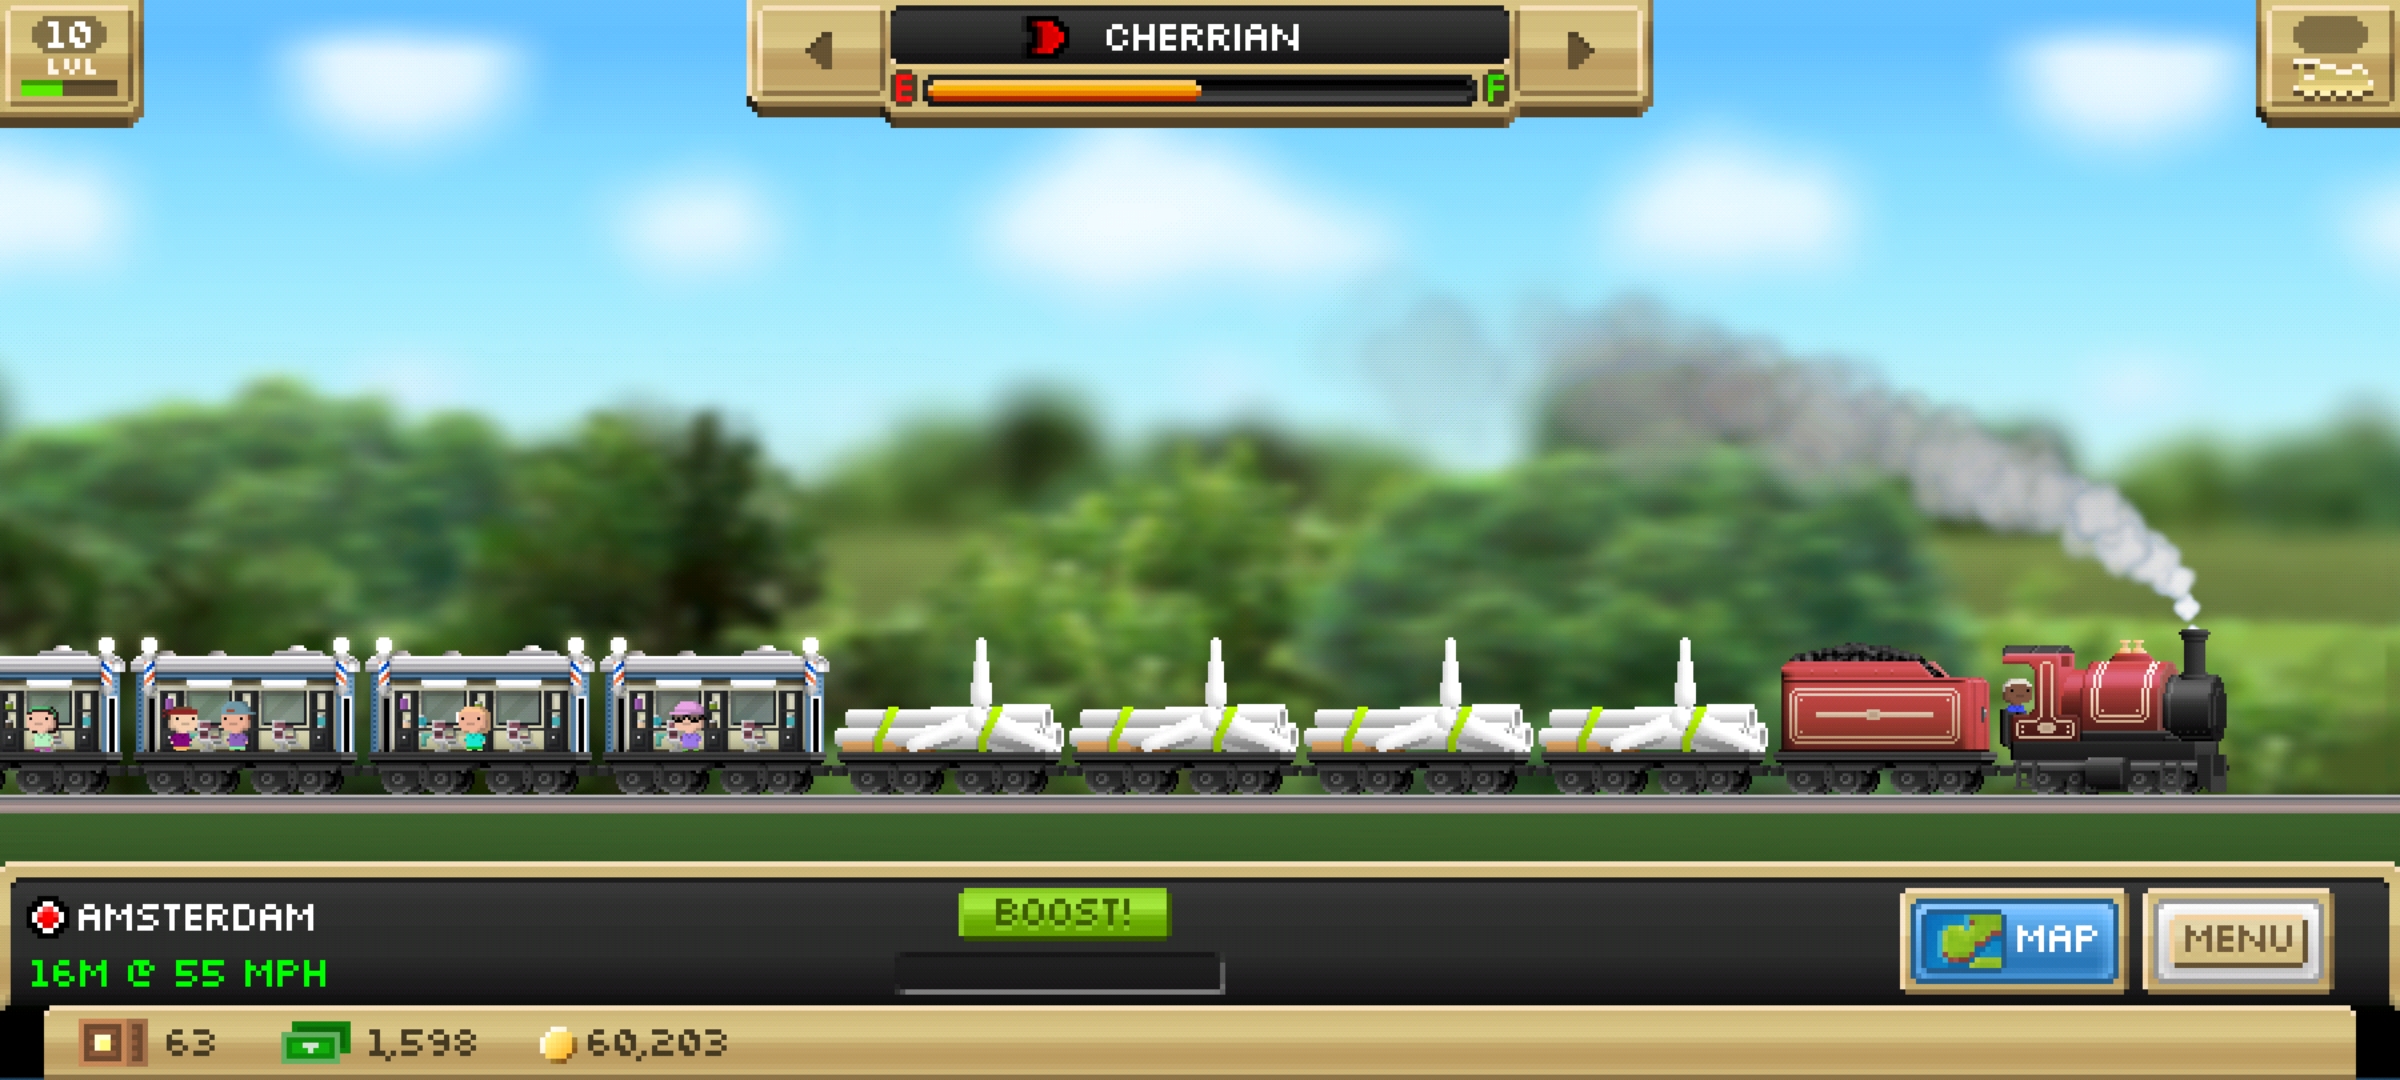 10
LVL
CHERRIAN
E F
AMSTERDAM
16M @ 55 MPH
BOOST!
MAP
MENU
63
1,598
60,203